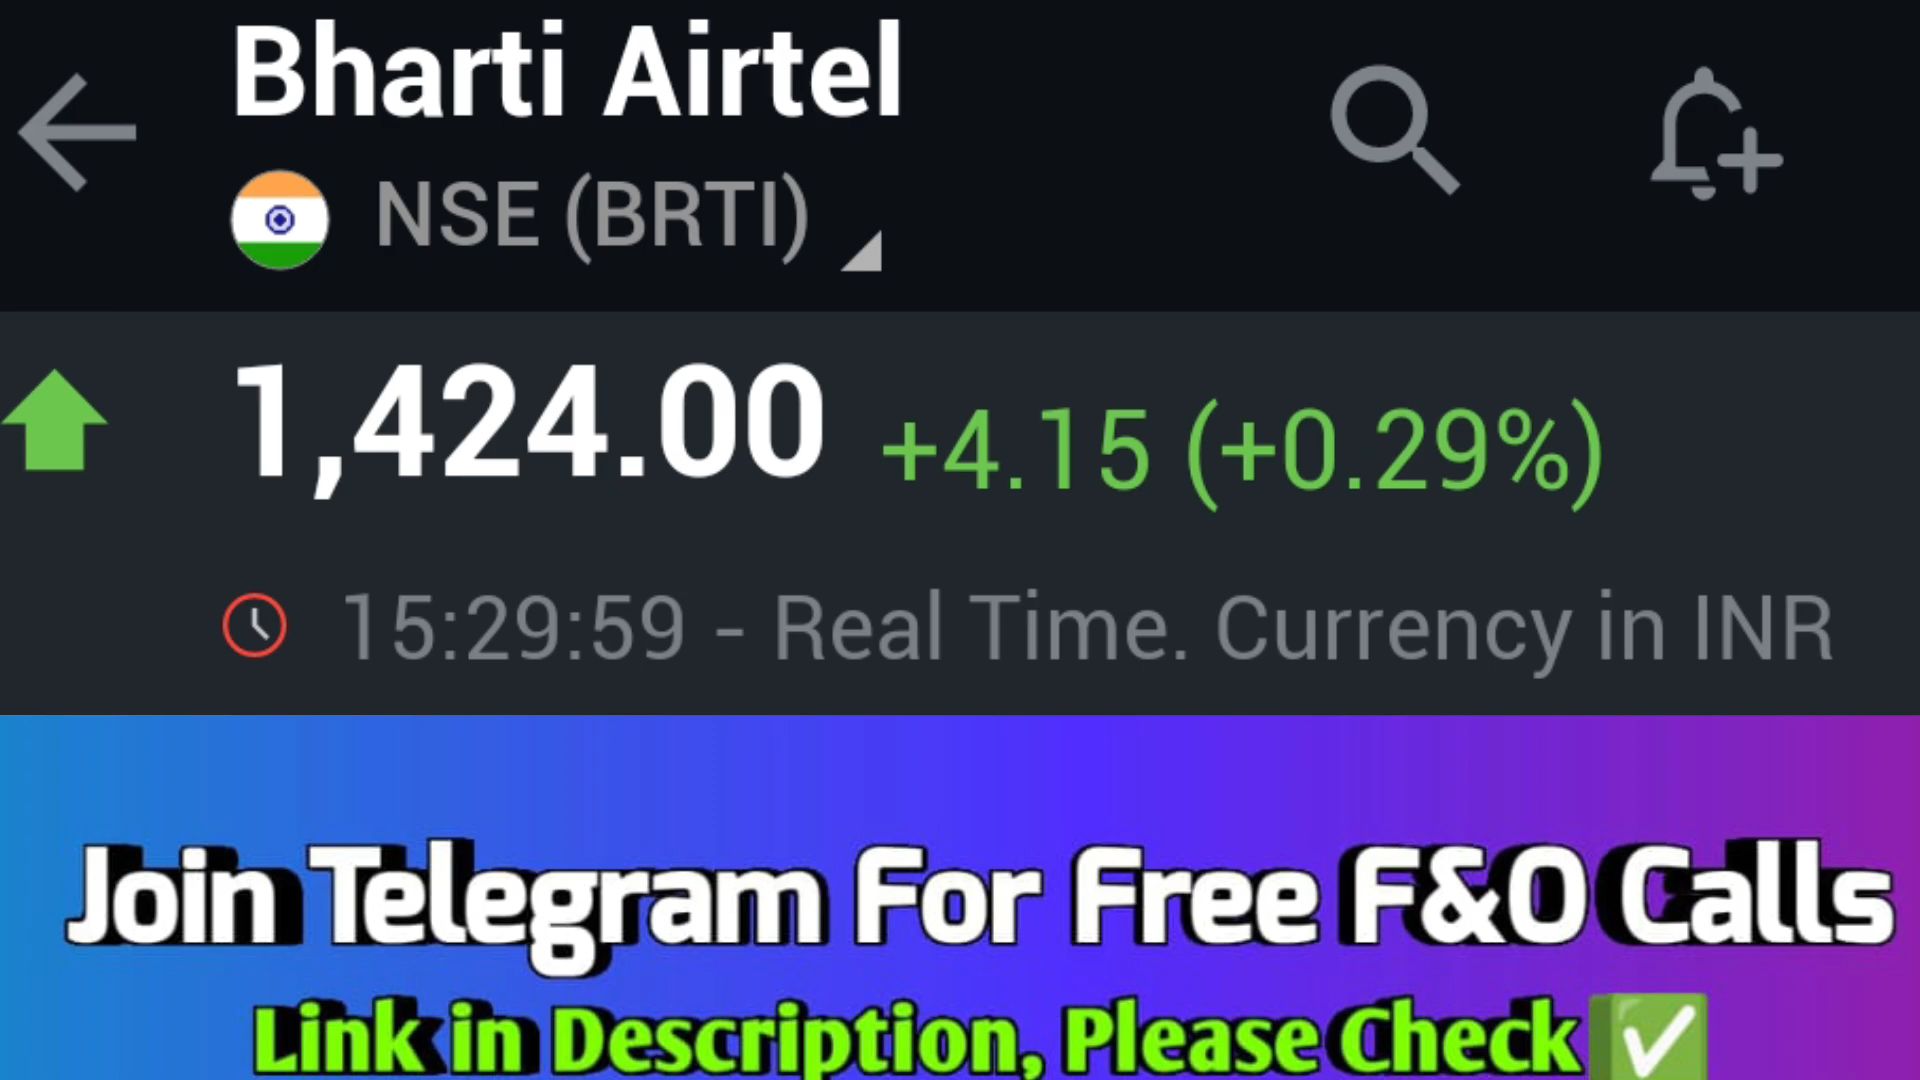 Bharti Airtel
NSE (BRTI)
1,424.00 +4.15 (+0.29%)
15:29:59 - Real Time. Currency in INR
Join Telegram For Free F&O Calls
Link in Description, Please Check ✅